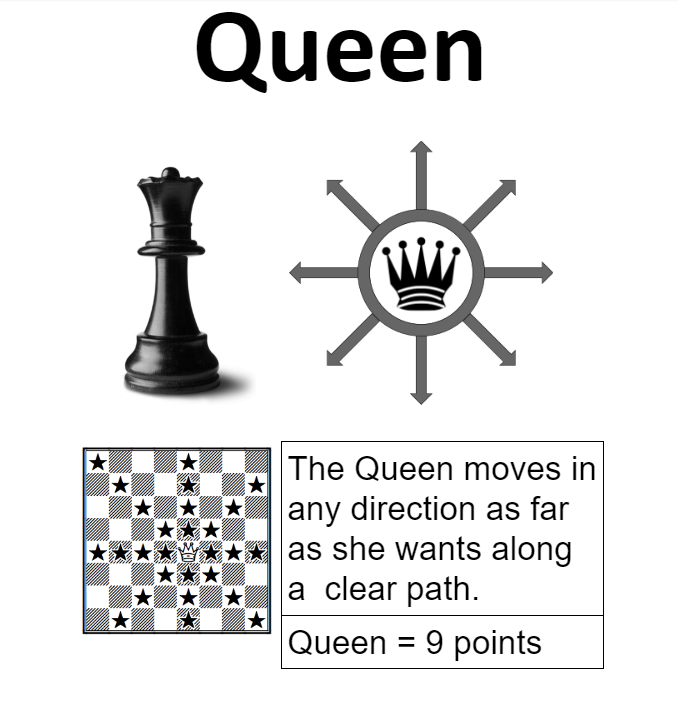 Queen
The Queen moves in
any direction as far
as she wants along
a  clear path.
Queen = 9 points